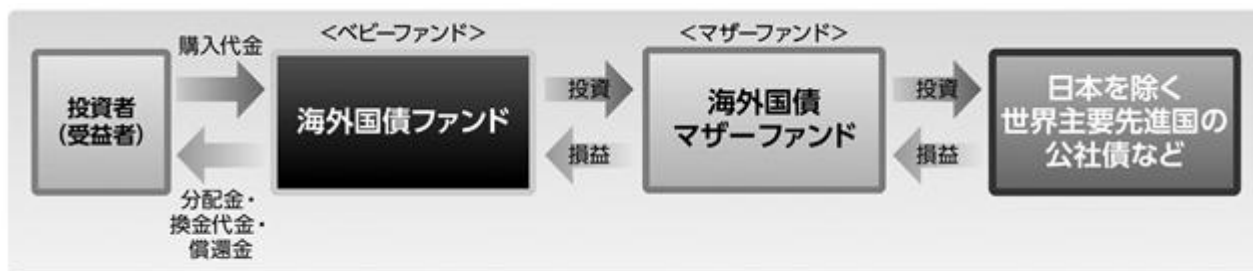 投資者
(受益者)
購入代金
分配金・
換金代金・
償還金
<ベビーファンド>
海外国債ファンド
投資
損益
<マザーファンド>
海外国債
マザーファンド
投資
損益
日本を除く
世界主要先進国の
公社債など